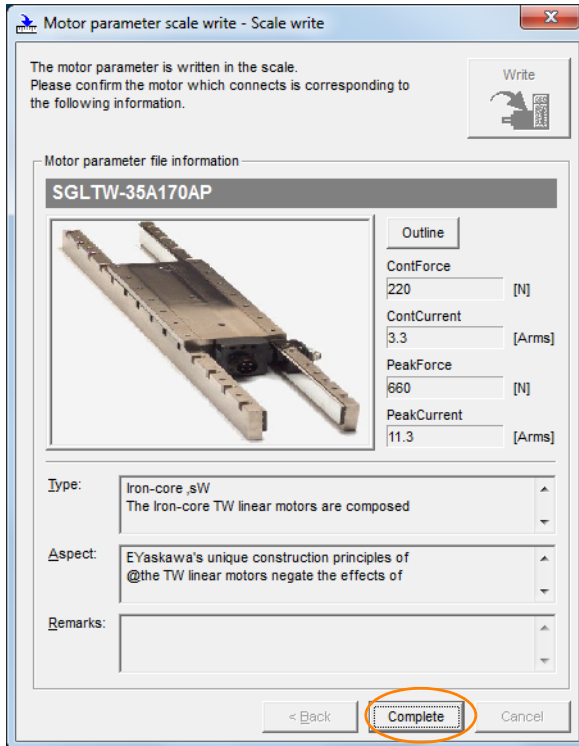 Motor parameter scale write - Scale write
The motor parameter is written in the scale.
Please confirm the motor which connects is corresponding to
the following information.
Write
Motor parameter file information
SGLTW-35A170AP
Outline
ContForce
220 [N]
ContCurrent
3.3 [Arms]
PeakForce
660 [N]
PeakCurrent
11.3 [Arms]
Type:
Iron-core ,sW
The Iron-core TW linear motors are composed
Aspect:
EYaskawa's unique construction principles of
@the TW linear motors negate the effects of
Remarks:
< Back
Complete
Cancel